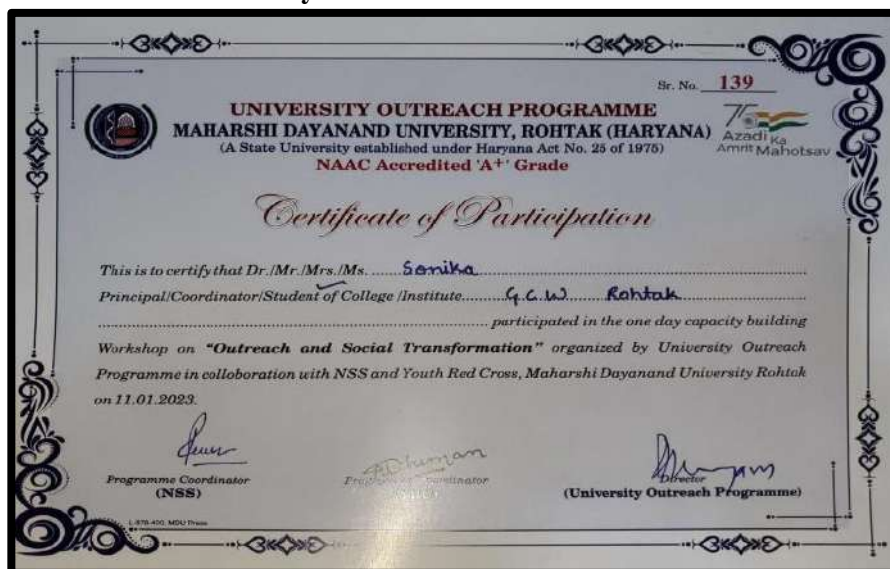 Sr. No. 139
UNIVERSITY OUTREACH PROGRAMME
MAHARSHI DAYANAND UNIVERSITY, ROHTAK (HARYANA)
(A State University established under Haryana Act No. 25 of 1975)
NAAC Accredited 'A+' Grade
Azadi Ka
Amrit Mahotsav
Certificate of Participation
This is to certify that Dr./Mr./Mrs./Ms. ...... Sonika ......
Principal/Coordinator/Student of College /Institute...... G.C.W Rohtak ......
...... participated in the one day capacity building
Workshop on "Outreach and Social Transformation" organized by University Outreach
Programme in colloboration with NSS and Youth Red Cross, Maharshi Dayanand University Rohtak
on 11.01.2023.
Programme Coordinator
(NSS)
Dhiman
Director
(University Outreach Programme)
MDU Press